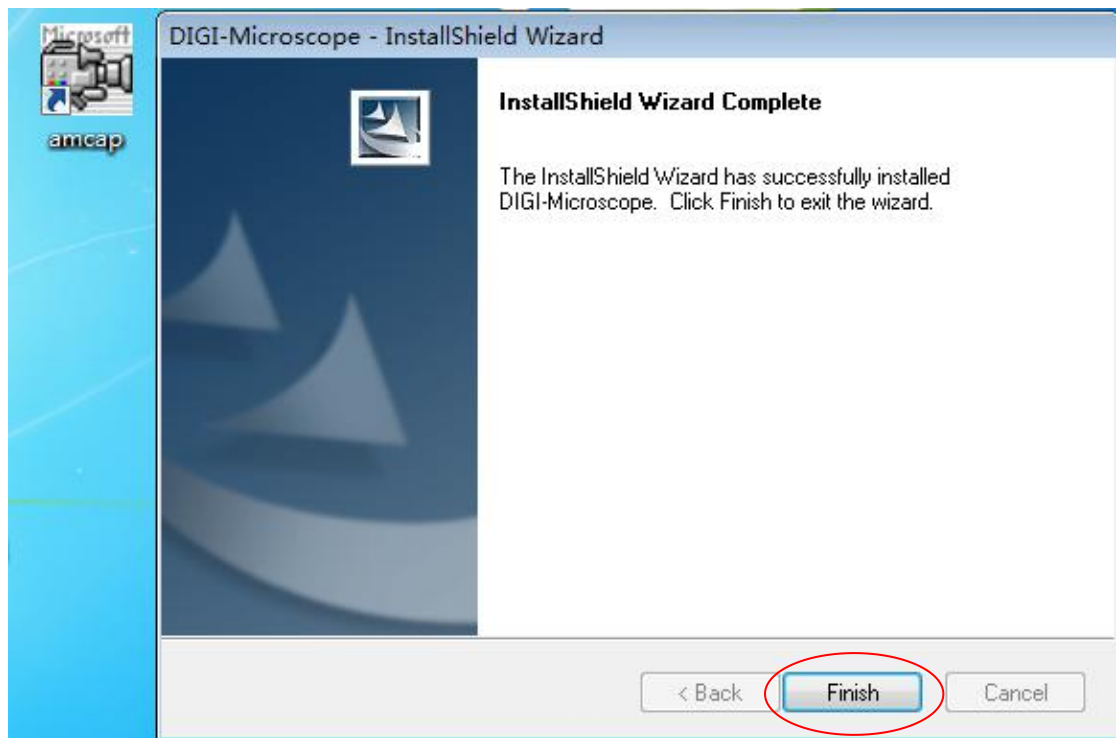 Microsoft
amcap
DIGI-Microscope - InstallShield Wizard
InstallShield Wizard Complete
The InstallShield Wizard has successfully installed
DIGI-Microscope. Click Finish to exit the wizard.
< Back
Finish
Cancel